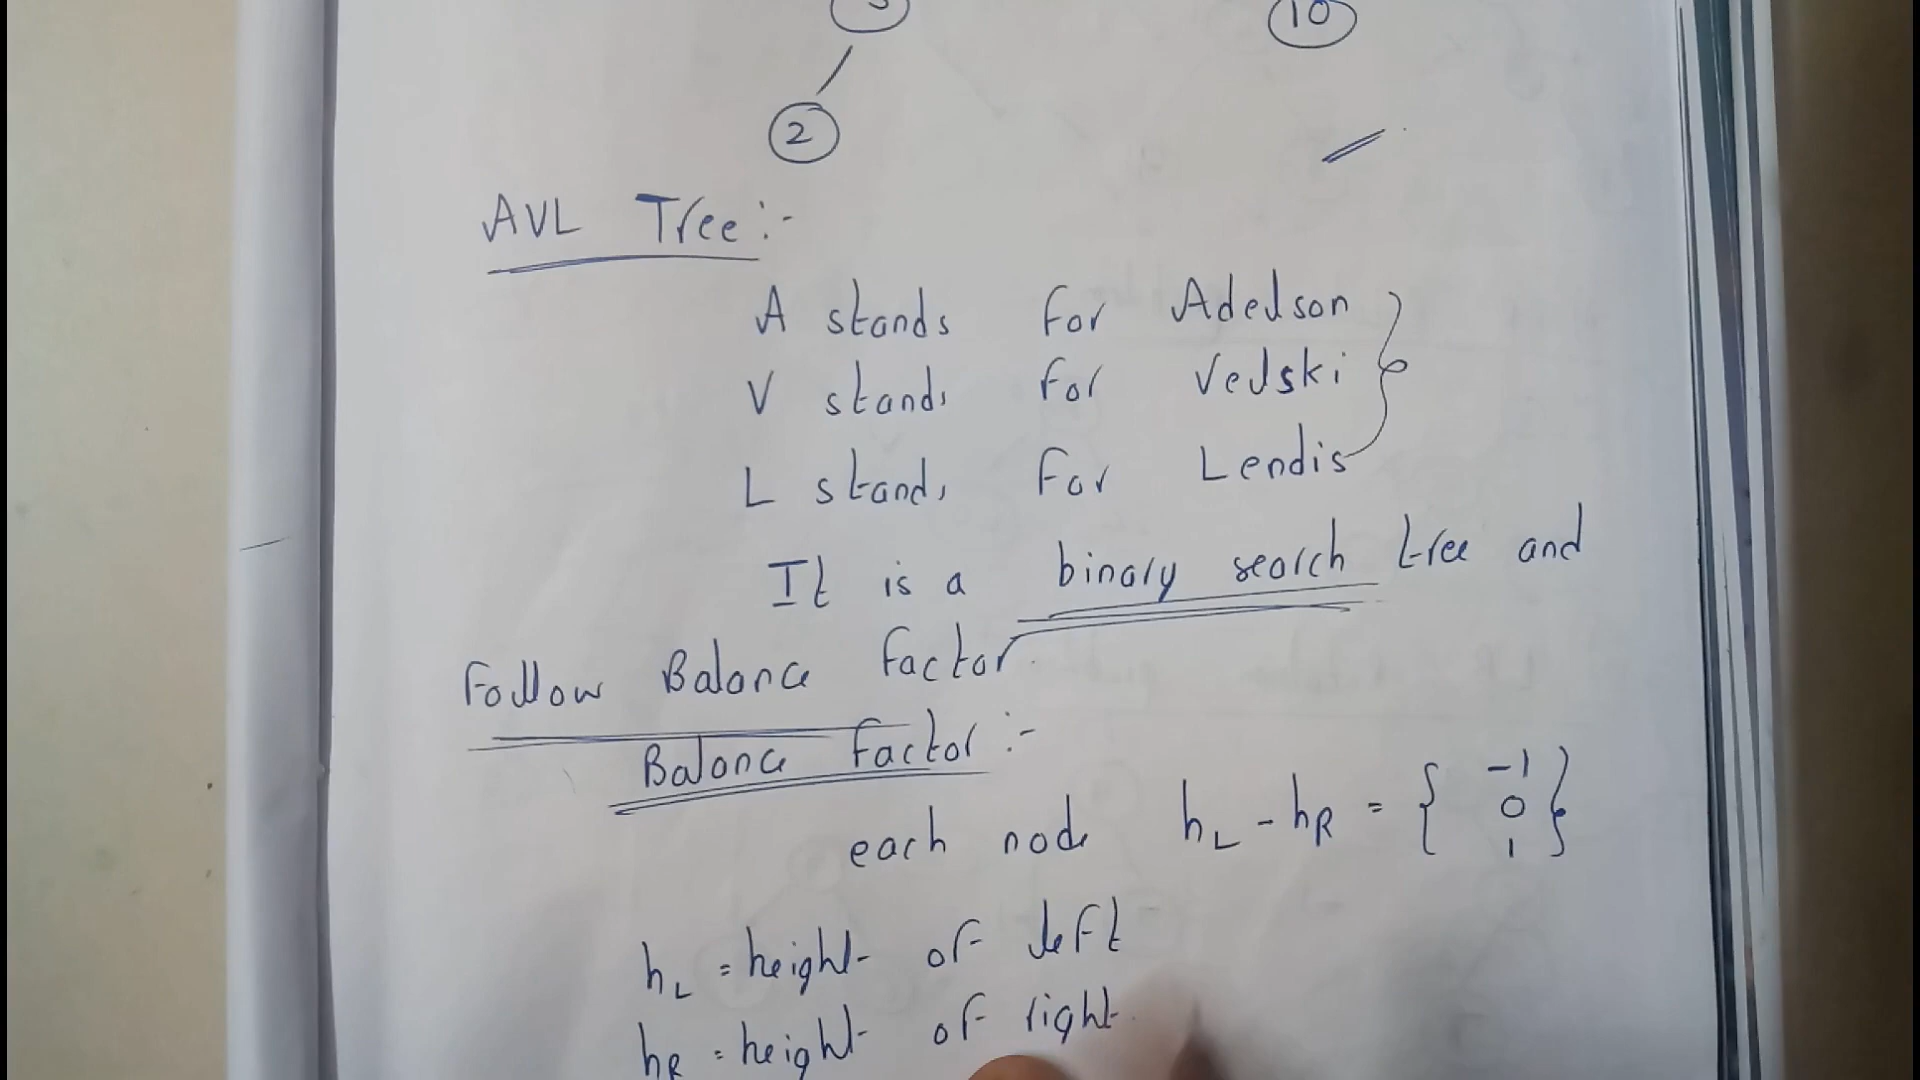 10
2
AVL Tree:-
A stands for Adelson
V stands for Velski
L stands for Lendis
It is a binary search tree and
Follow Balance Factor.
Balance Factor :-
each node hL - hR = { -1 0 1 }
hL = height of left
hR = height of right